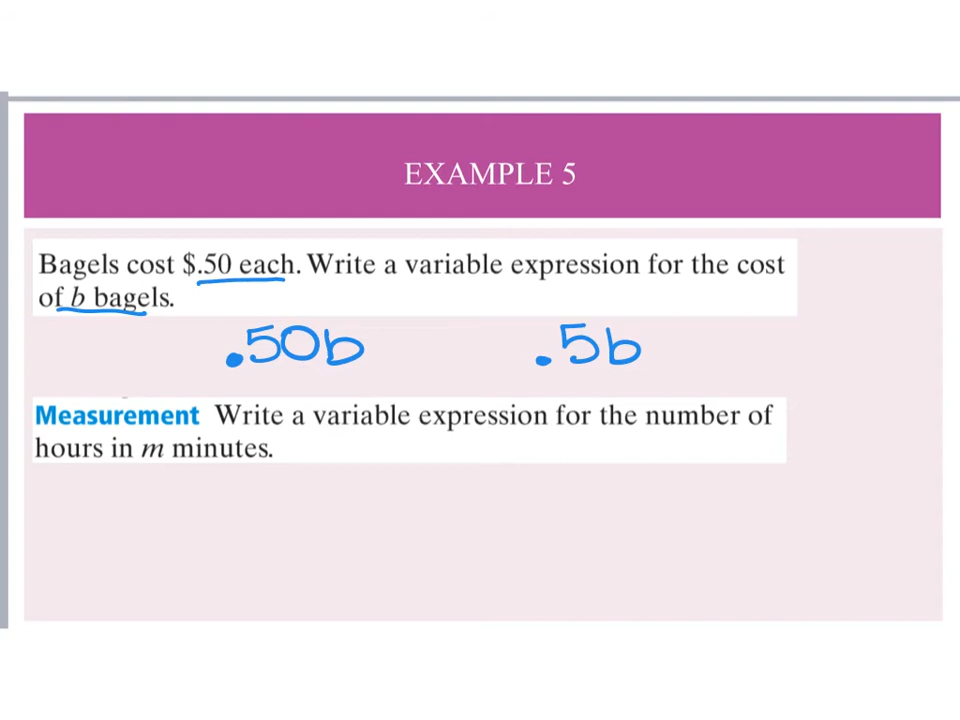 EXAMPLE 5
Bagels cost $.50 each. Write a variable expression for the cost
of b bagels.
.50b .5b
Measurement Write a variable expression for the number of
hours in m minutes.